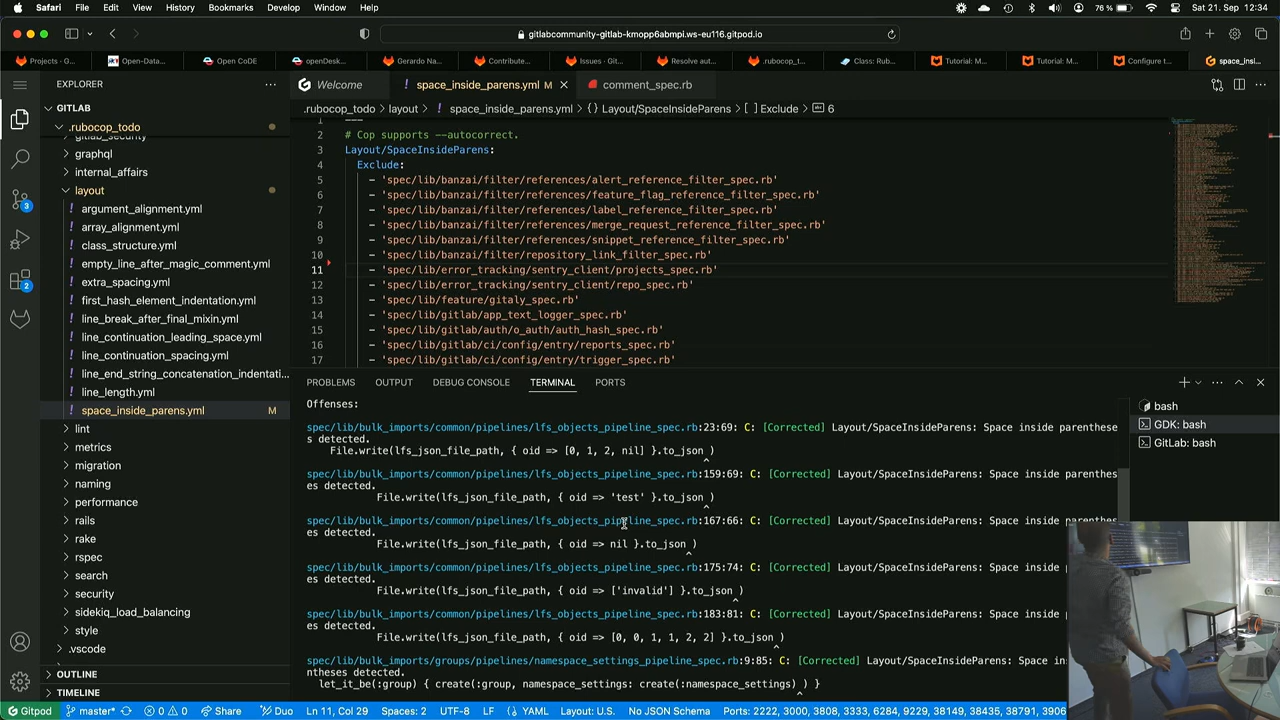 Safari File Edit View History Bookmarks Develop Window Help
76 % Sat 21. Sep 12:34
gitlabcommunity-gitlab-kmopp6abmpi.ws-eu116.gitpod.io
Projects · G... Open-Data... Open CoDE openDesk... Gerardo Na... Contribute... Issues · Git... Resolve aut... .rubocop_t... Class: Rub... Tutorial: M... Tutorial: M... Configure t... space_insi...
EXPLORER
Welcome
space_inside_parens.yml M
comment_spec.rb
GITLAB
.rubocop_todo
gitlab_security
graphql
internal_affairs
layout
argument_alignment.yml
array_alignment.yml
class_structure.yml
empty_line_after_magic_comment.yml
extra_spacing.yml
first_hash_element_indentation.yml
line_break_after_final_mixin.yml
line_continuation_leading_space.yml
line_continuation_spacing.yml
line_end_string_concatenation_indentati...
line_length.yml
space_inside_parens.yml M
lint
metrics
migration
naming
performance
rails
rake
rspec
search
security
sidekiq_load_balancing
style
.vscode
OUTLINE
TIMELINE
.rubocop_todo > layout > ! space_inside_parens.yml > {} Layout/SpaceInsideParens > [ ] Exclude > 6
1 ---
2 # Cop supports --autocorrect.
3 Layout/SpaceInsideParens:
4 Exclude:
5 - 'spec/lib/banzai/filter/references/alert_reference_filter_spec.rb'
6 - 'spec/lib/banzai/filter/references/feature_flag_reference_filter_spec.rb'
7 - 'spec/lib/banzai/filter/references/label_reference_filter_spec.rb'
8 - 'spec/lib/banzai/filter/references/merge_request_reference_filter_spec.rb'
9 - 'spec/lib/banzai/filter/references/snippet_reference_filter_spec.rb'
10 - 'spec/lib/banzai/filter/repository_link_filter_spec.rb'
11 - 'spec/lib/error_tracking/sentry_client/projects_spec.rb'
12 - 'spec/lib/error_tracking/sentry_client/repo_spec.rb'
13 - 'spec/lib/feature/gitaly_spec.rb'
14 - 'spec/lib/gitlab/app_text_logger_spec.rb'
15 - 'spec/lib/gitlab/auth/o_auth/auth_hash_spec.rb'
16 - 'spec/lib/gitlab/ci/config/entry/reports_spec.rb'
17 - 'spec/lib/gitlab/ci/config/entry/trigger_spec.rb'
PROBLEMS OUTPUT DEBUG CONSOLE TERMINAL PORTS
Offenses:
spec/lib/bulk_imports/common/pipelines/lfs_objects_pipeline_spec.rb:23:69: C: [Corrected] Layout/SpaceInsideParens: Space inside parenthese
s detected.
File.write(lfs_json_file_path, { oid => [0, 1, 2, nil] }.to_json )
^
spec/lib/bulk_imports/common/pipelines/lfs_objects_pipeline_spec.rb:159:69: C: [Corrected] Layout/SpaceInsideParens: Space inside parenthes
es detected.
File.write(lfs_json_file_path, { oid => 'test' }.to_json )
^
spec/lib/bulk_imports/common/pipelines/lfs_objects_pipeline_spec.rb:167:66: C: [Corrected] Layout/SpaceInsideParens: Space inside parenthes
es detected.
File.write(lfs_json_file_path, { oid => nil }.to_json )
^
spec/lib/bulk_imports/common/pipelines/lfs_objects_pipeline_spec.rb:175:74: C: [Corrected] Layout/SpaceInsideParens: Space inside p
es detected.
File.write(lfs_json_file_path, { oid => ['invalid'] }.to_json )
^
spec/lib/bulk_imports/common/pipelines/lfs_objects_pipeline_spec.rb:183:81: C: [Corrected] Layout/SpaceInsideParens: Space inside p
es detected.
File.write(lfs_json_file_path, { oid => [0, 0, 1, 1, 2, 2] }.to_json )
^
spec/lib/bulk_imports/groups/pipelines/namespace_settings_pipeline_spec.rb:9:85: C: [Corrected] Layout/SpaceInsideParens: Space ins
ntheses detected.
let_it_be(:group) { create(:group, namespace_settings: create(:namespace_settings) ) }
^
bash
GDK: bash
GitLab: bash
3
2
Gitpod master* 0 0 Share Duo Ln 11, Col 29 Spaces: 2 UTF-8 LF YAML Layout: U.S. No JSON Schema Ports: 2222, 3000, 3808, 3333, 6284, 9229, 38149, 38435, 38791, 3906